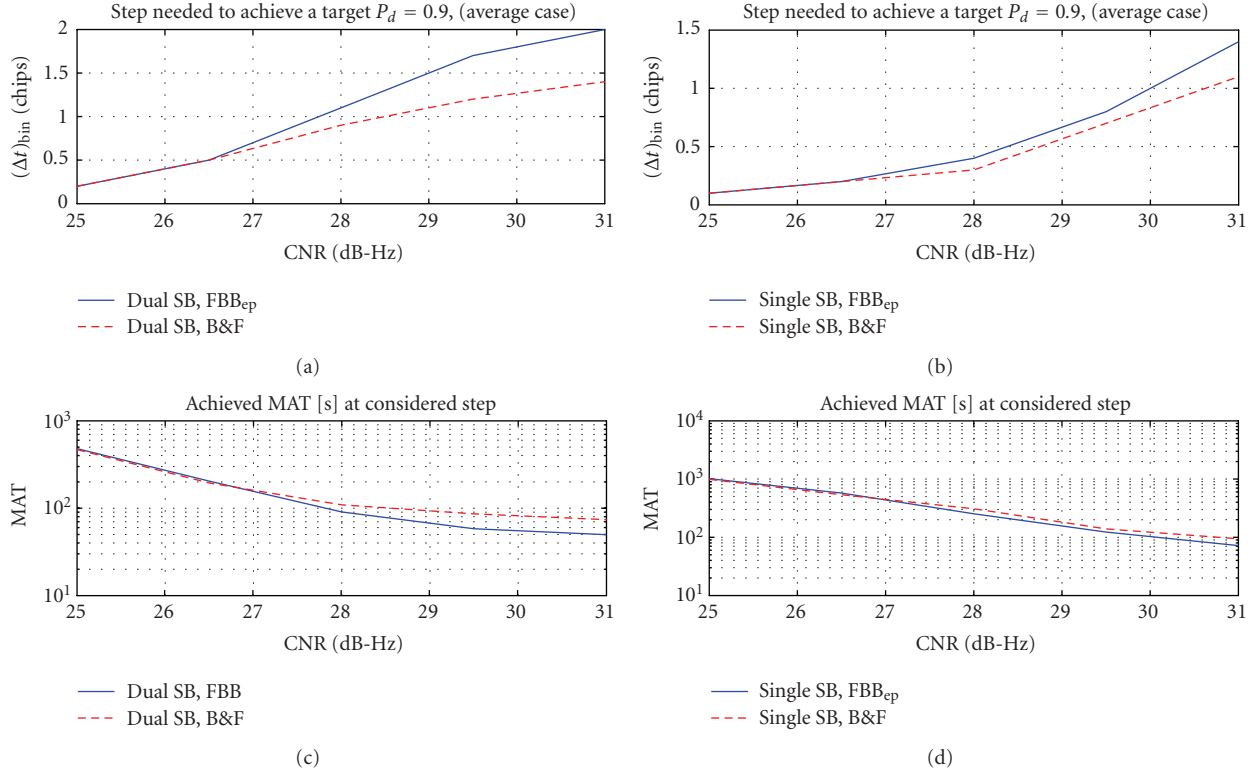 Step needed to achieve a target P_d = 0.9, (average case)
2
1.5
1
0.5
0
(Δt)_bin (chips)
25 26 27 28 29 30 31
CNR (dB-Hz)
Dual SB, FBB_ep
Dual SB, B&F
(a)
Step needed to achieve a target P_d = 0.9, (average case)
1.5
1
0.5
0
(Δt)_bin (chips)
25 26 27 28 29 30 31
CNR (dB-Hz)
Single SB, FBB_ep
Single SB, B&F
(b)
Achieved MAT [s] at considered step
10^3
10^2
10^1
MAT
25 26 27 28 29 30 31
CNR (dB-Hz)
Dual SB, FBB
Dual SB, B&F
(c)
Achieved MAT [s] at considered step
10^4
10^3
10^2
10^1
MAT
25 26 27 28 29 30 31
CNR (dB-Hz)
Single SB, FBB_ep
Single SB, B&F
(d)